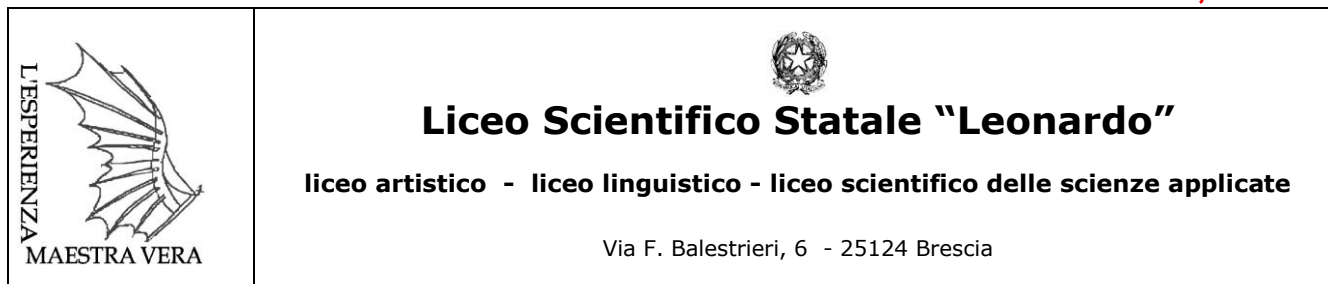 L'ESPERIENZA
MAESTRA VERA
Liceo Scientifico Statale “Leonardo”
liceo artistico - liceo linguistico - liceo scientifico delle scienze applicate
Via F. Balestrieri, 6 - 25124 Brescia